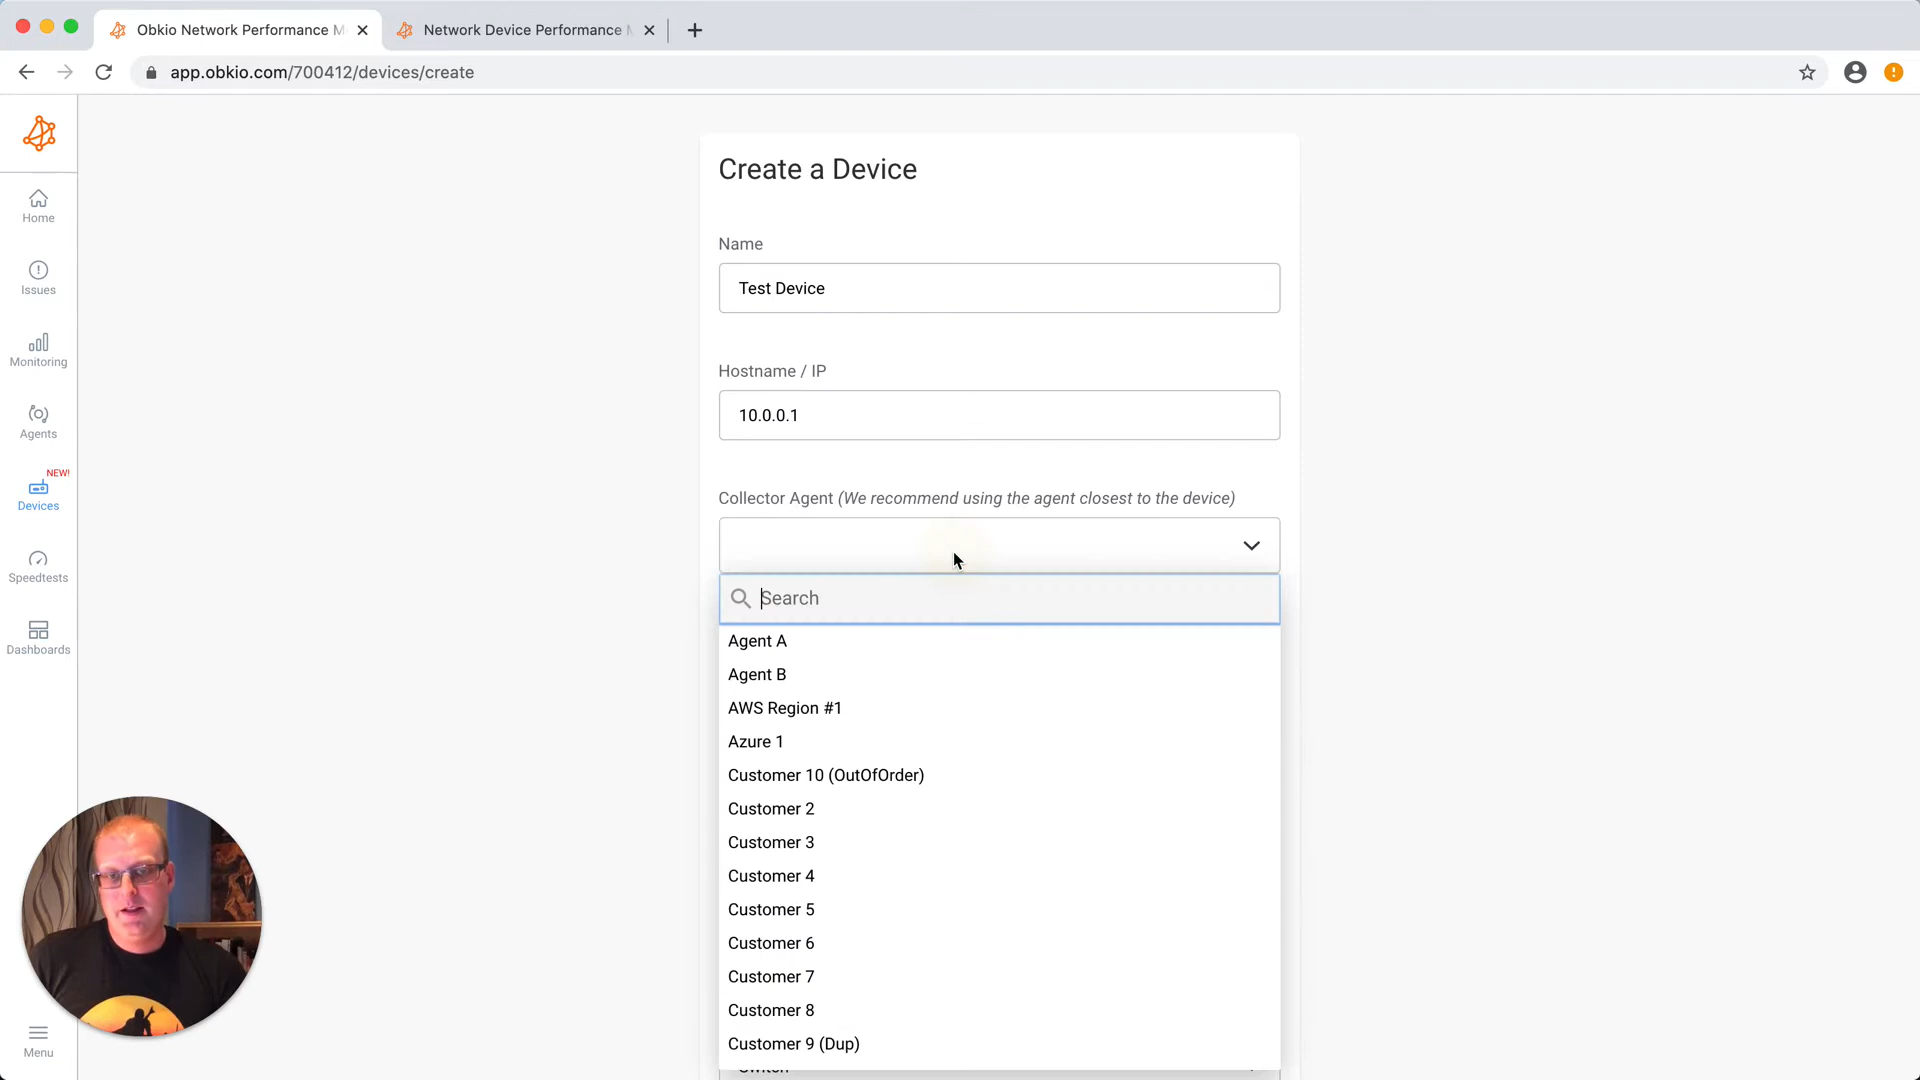 Obkio Network Performance M
Network Device Performance M
app.obkio.com/700412/devices/create
Home
Issues
Monitoring
Agents
NEW!
Devices
Speedtests
Dashboards
Menu
Create a Device
Name
Test Device
Hostname / IP
10.0.0.1
Collector Agent (We recommend using the agent closest to the device)
Search
Agent A
Agent B
AWS Region #1
Azure 1
Customer 10 (OutOfOrder)
Customer 2
Customer 3
Customer 4
Customer 5
Customer 6
Customer 7
Customer 8
Customer 9 (Dup)
Switch